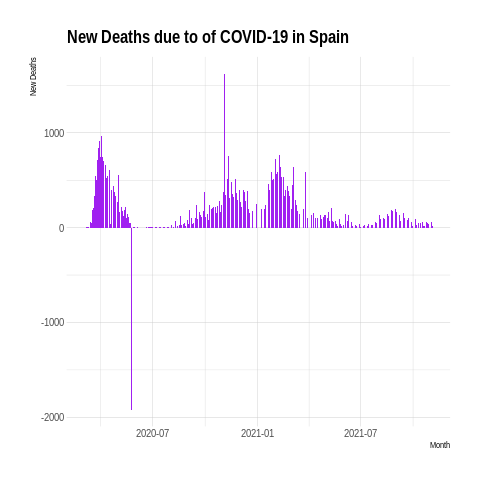 New Deaths due to of COVID-19 in Spain
New Deaths
1000
0
-1000
-2000
2020-07
2021-01
2021-07
Month